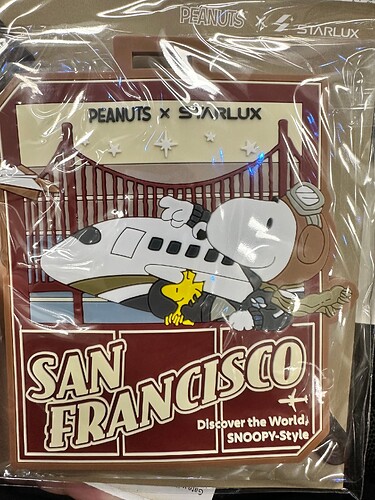 PEANUTS × STARLUX
PEANUTS × STARLUX
SAN
FRANCISCO
Discover the World,
SNOOPY-Style